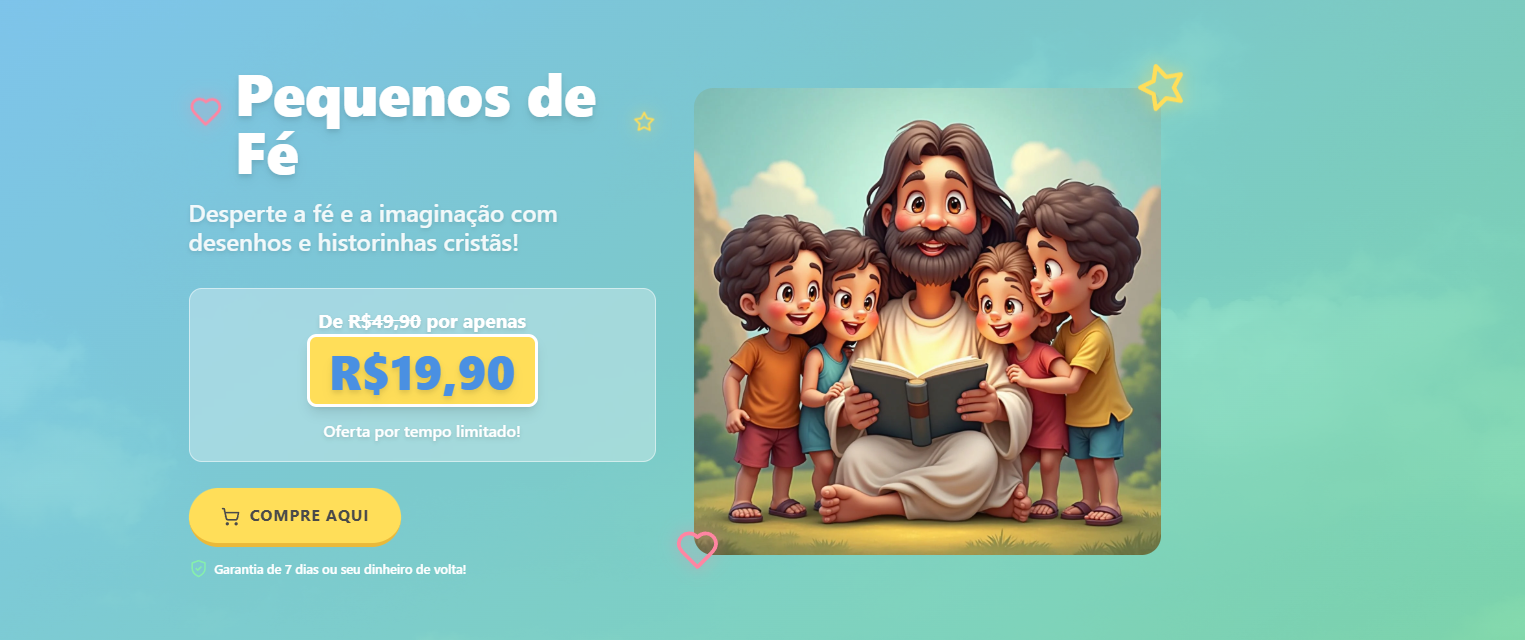 Pequenos de
Fé
Desperte a fé e a imaginação com
desenhos e historinhas cristãs!
De R$49,90 por apenas
R$19,90
Oferta por tempo limitado!
COMPRE AQUI
Garantia de 7 dias ou seu dinheiro de volta!